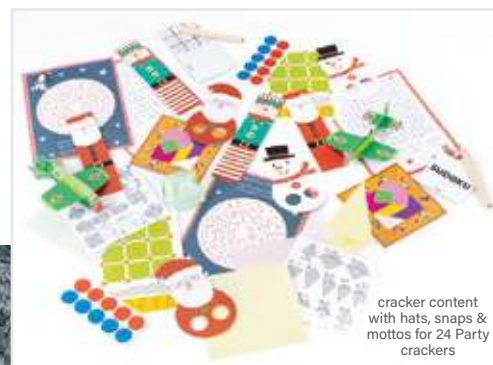 SUDOKU
cracker content
with hats, snaps &
mottos for 24 Party
crackers